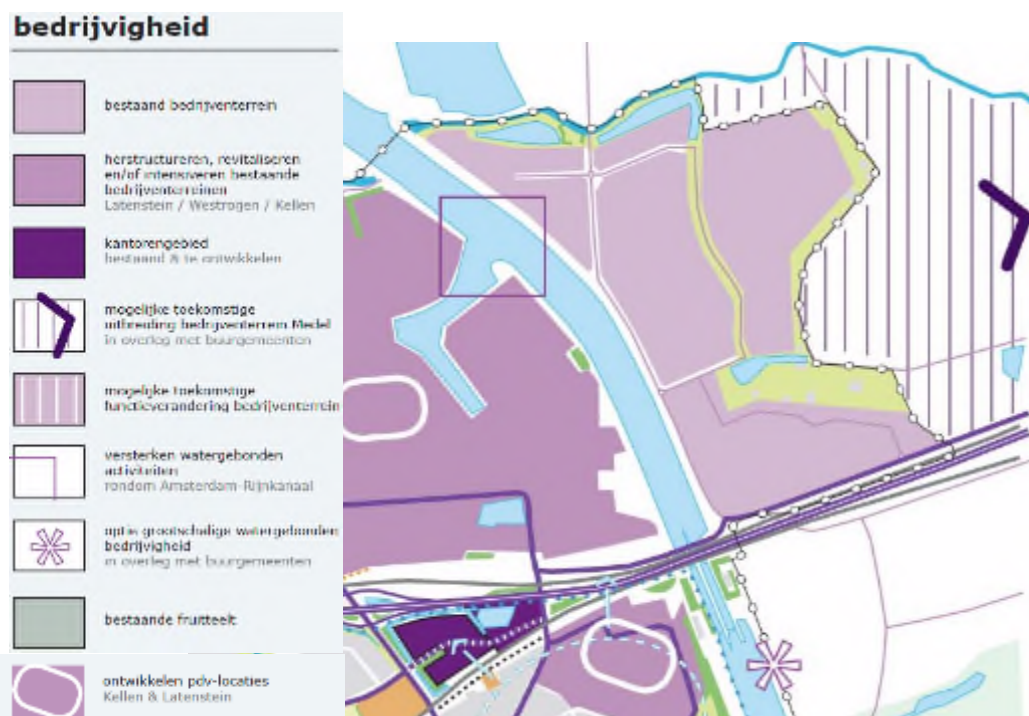 bedrijvigheid
bestaand bedrijventerrein
herstructureren, revitaliseren
en/of intensiveren bestaande
bedrijventerreinen
Latenstein / Westrogen / Kellen
kantorengebied
bestaand & te ontwikkelen
mogelijke toekomstige
uitbreiding bedrijventerrein Medel
in overleg met buurgemeenten
mogelijke toekomstige
functieverandering bedrijventerrein
versterken watergebonden
activiteiten
rondom Amsterdam-Rijnkanaal
optie grootschalige watergebonden
bedrijvigheid
in overleg met buurgemeenten
bestaande fruitteelt
ontwikkelen pdv-locaties
Kellen & Latenstein